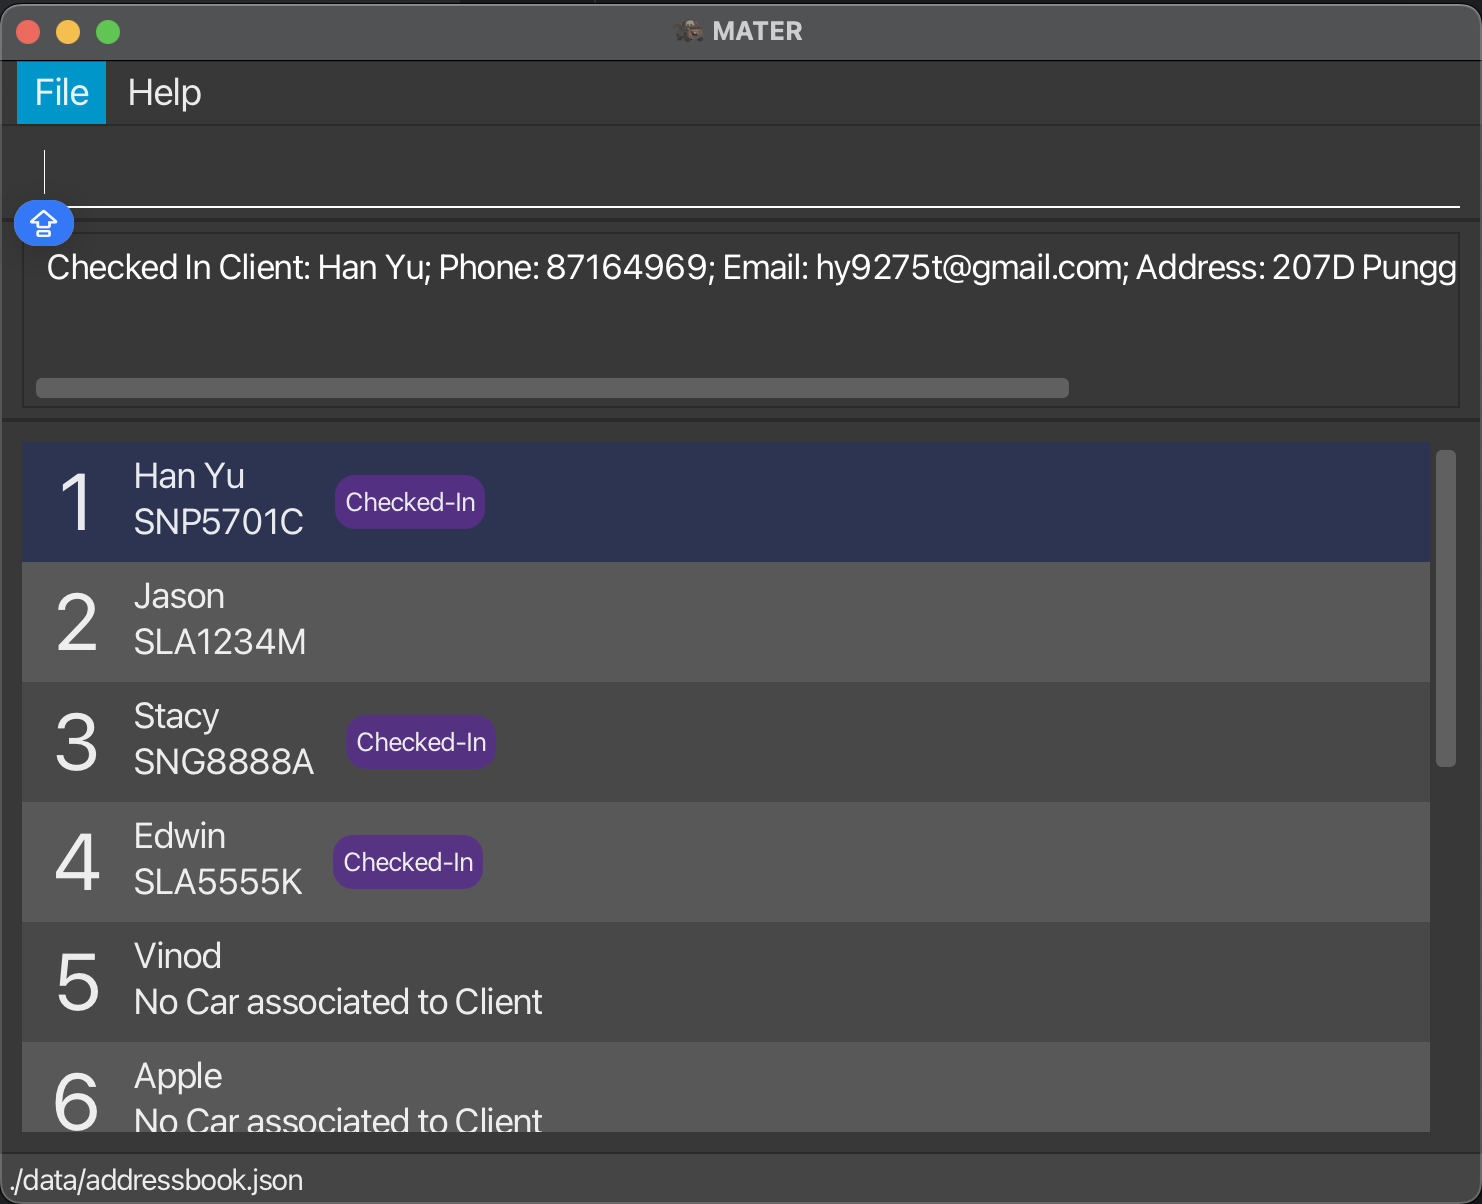 MATER
File Help
Checked In Client: Han Yu; Phone: 87164969; Email: hy9275t@gmail.com; Address: 207D Pungg
1
Han Yu
SNP5701C
Checked-In
2
Jason
SLA1234M
3
Stacy
SNG8888A
Checked-In
4
Edwin
SLA5555K
Checked-In
5
Vinod
No Car associated to Client
6
Apple
No Car associated to Client
./data/addressbook.json